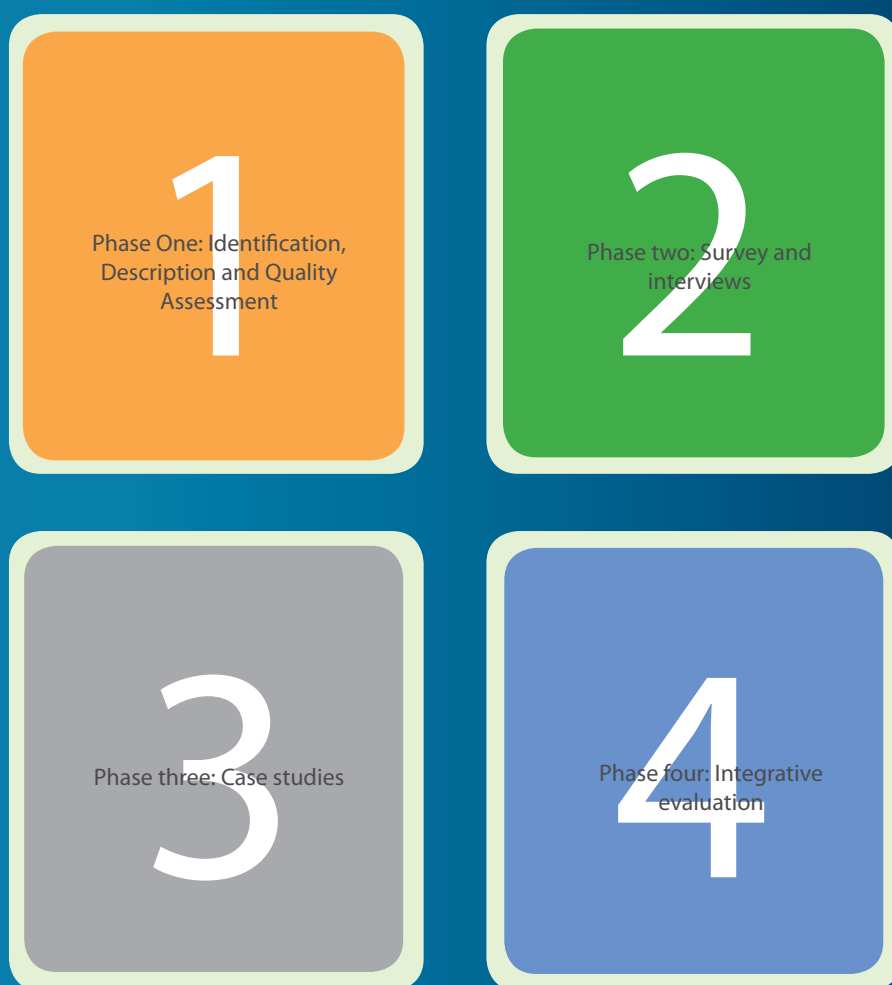 1
Phase One: Identification,
Description and Quality
Assessment
2
Phase two: Survey and
interviews
3
Phase three: Case studies
4
Phase four: Integrative
evaluation